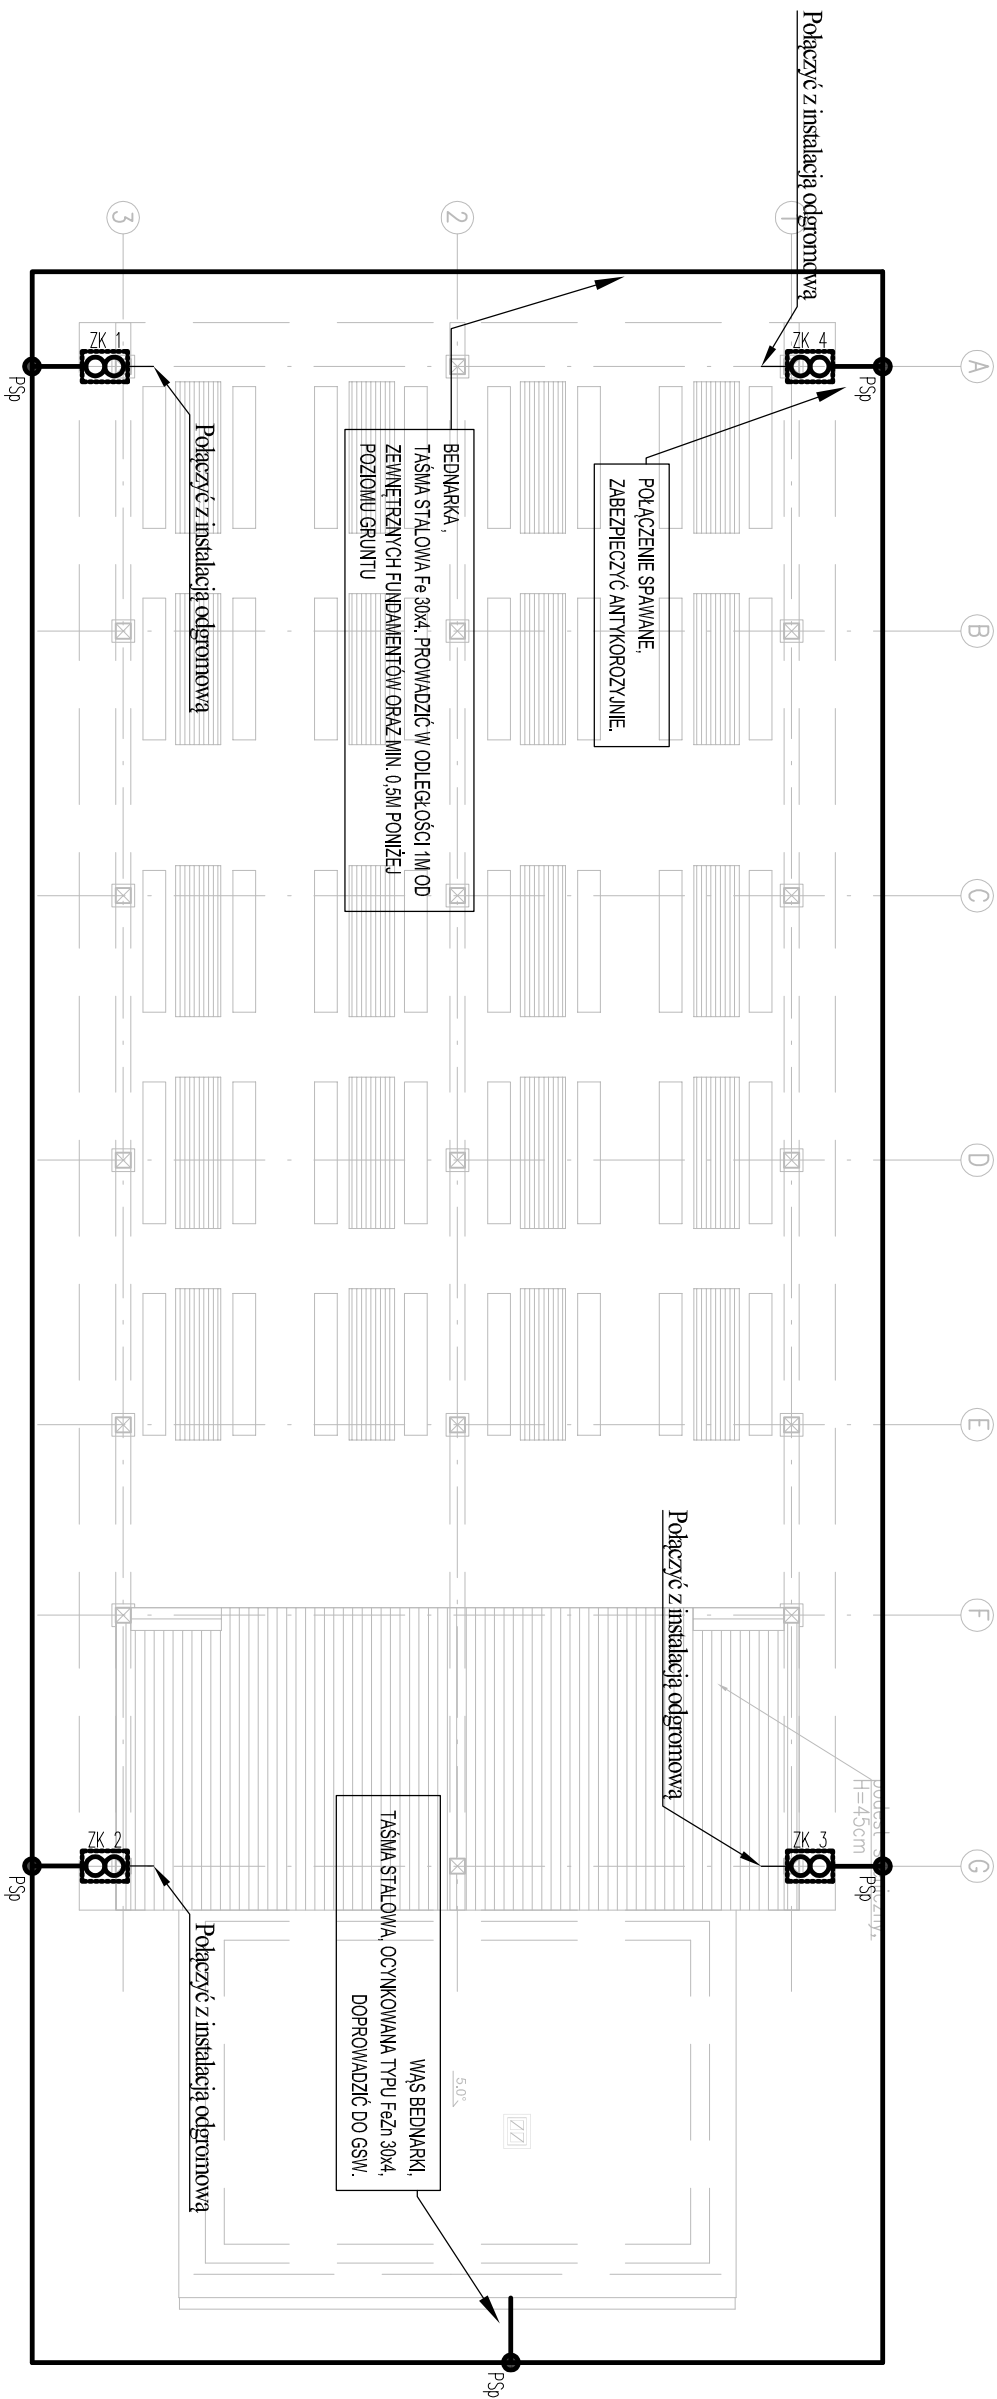 Połączyć z instalacją odgromową
3
2
1
A
B
C
D
E
F
G
ZK 1
ZK 4
PSp
PSp
POŁĄCZENIE SPAWANE,
ZABEZPIECZYĆ ANTYKOROZYJNIE.
BEDNARKA,
TAŚMA STALOWA Fe 30x4. PROWADZIĆ W ODLEGŁOŚCI 1M OD
ZEWNĘTRZNYCH FUNDAMENTÓW ORAZ MIN. 0,5M PONIŻEJ
POZIOMU GRUNTU
Połączyć z instalacją odgromową
Połączyć z instalacją odgromową
podest
H=45cm
ZK 3
ZK 2
PSp
PSp
Połączyć z instalacją odgromową
WĄS BEDNARKI,
TAŚMA STALOWA, OCYNKOWANA TYPU FeZn 30x4,
DOPROWADZIĆ DO GSW.
5.0°
PSp